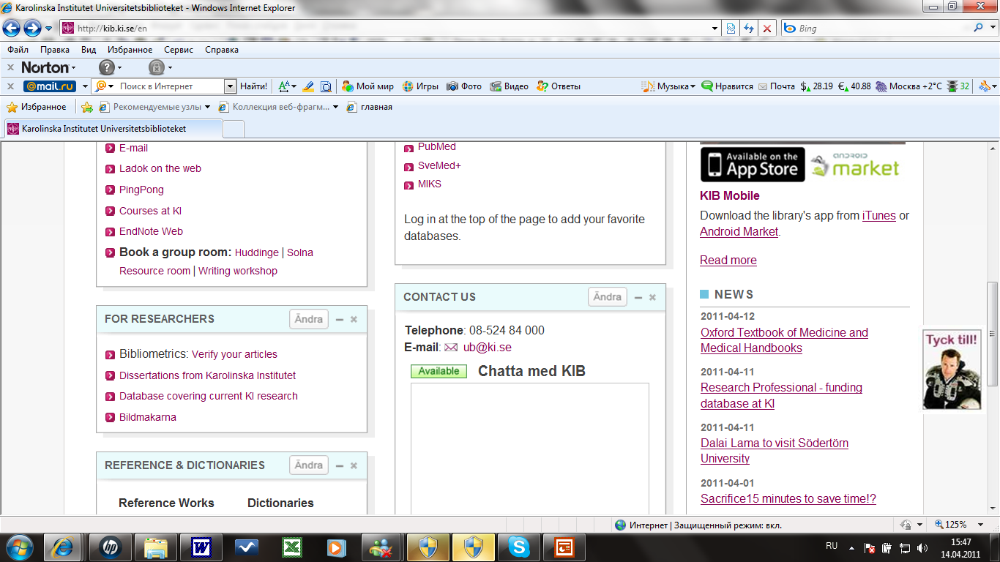 Karolinska Institutet Universitetsbiblioteket - Windows Internet Explorer
http://kib.ki.se/en
Bing
Файл Правка Вид Избранное Сервис Справка
Norton
@mail.ru Поиск в Интернет Найти! Мой мир Игры Фото Видео Ответы Музыка Нравится Почта $ 28.19 € 40.88 Москва +2°C 32
Избранное Рекомендуемые узлы Коллекция веб-фрагм... главная
Karolinska Institutet Universitetsbiblioteket
E-mail
Ladok on the web
PingPong
Courses at KI
EndNote Web
Book a group room: Huddinge | Solna
Resource room | Writing workshop
FOR RESEARCHERS Ändra
Bibliometrics: Verify your articles
Dissertations from Karolinska Institutet
Database covering current KI research
Bildmakarna
REFERENCE & DICTIONARIES Ändra
Reference Works Dictionaries
PubMed
SveMed+
MIKS
Log in at the top of the page to add your favorite
databases.
CONTACT US Ändra
Telephone: 08-524 84 000
E-mail: ub@ki.se
Available Chatta med KIB
Available on the
App Store
ANDROID
market
KIB Mobile
Download the library's app from iTunes or
Android Market.
Read more
NEWS
2011-04-12
Oxford Textbook of Medicine and
Medical Handbooks
2011-04-11
Research Professional - funding
database at KI
2011-04-11
Dalai Lama to visit Södertörn
University
2011-04-01
Sacrifice15 minutes to save time!?
Tyck till!
Интернет | Защищенный режим: вкл. 125%
RU 15:47
14.04.2011